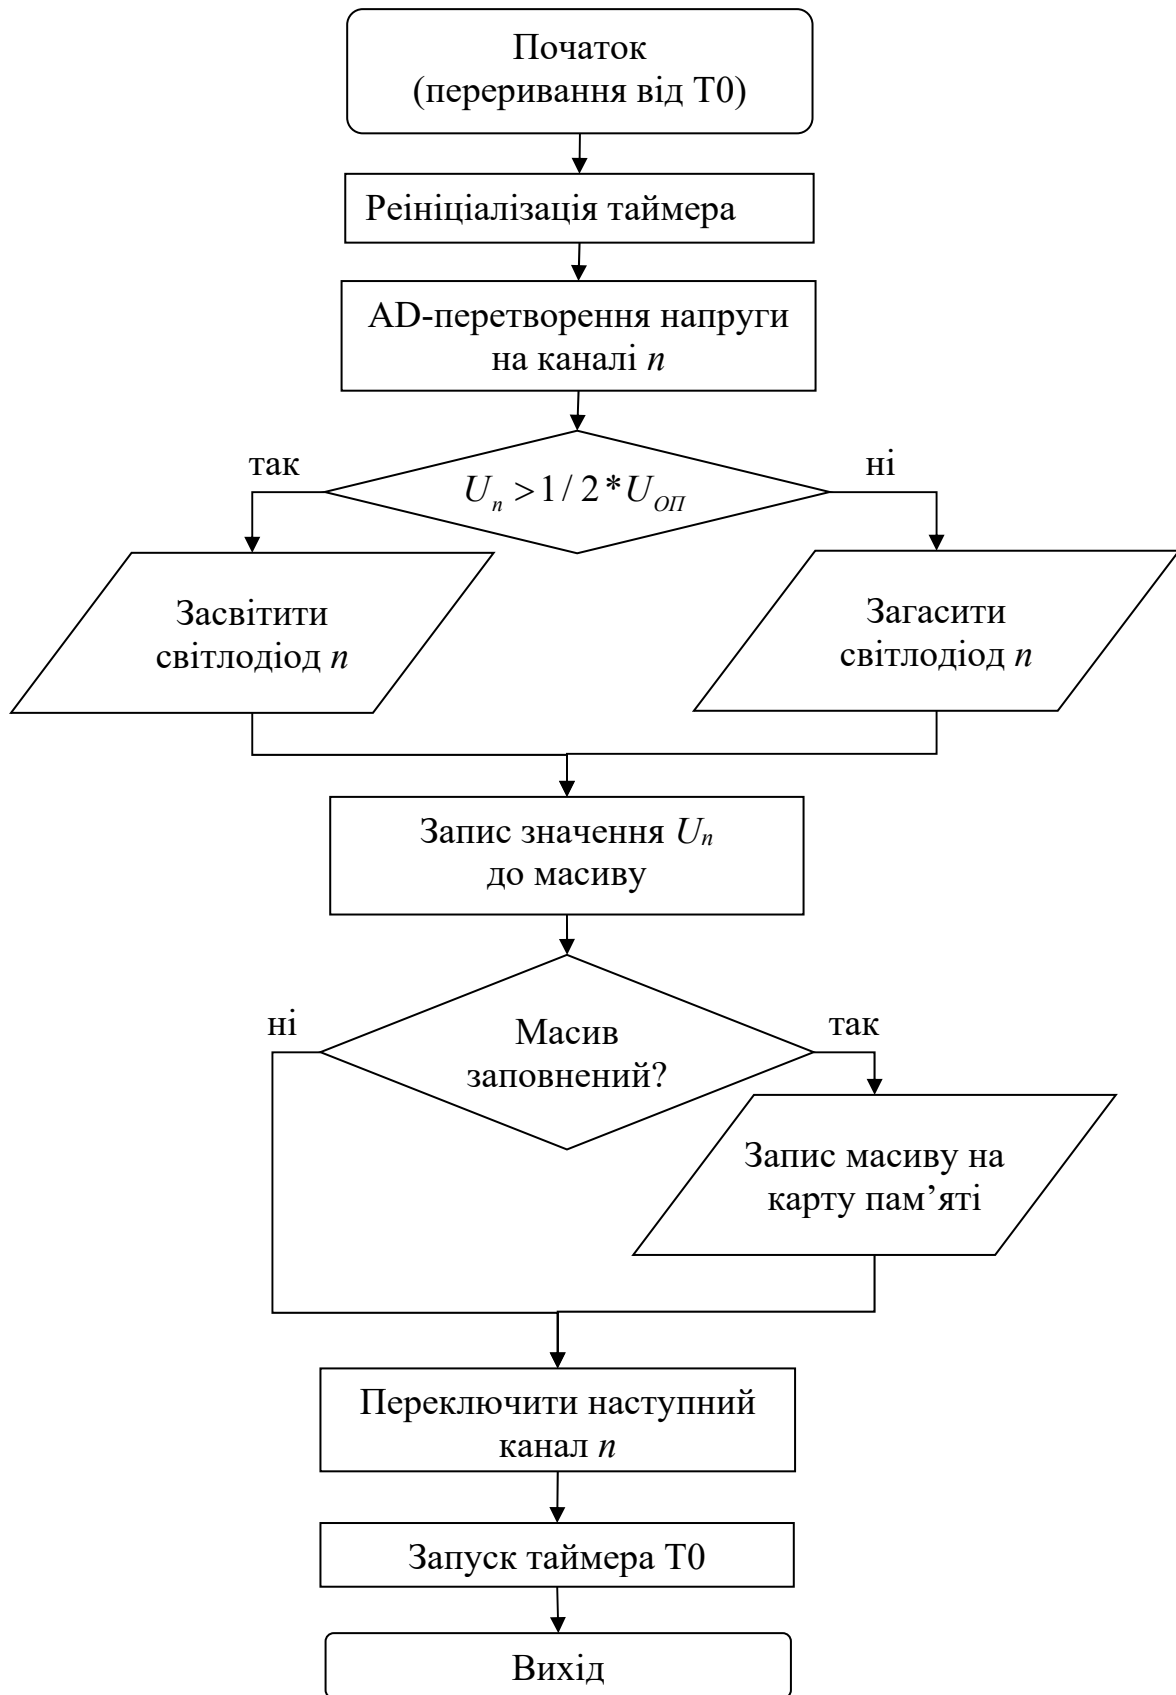 Початок
(переривання від Т0)
Реініціалізація таймера
AD-перетворення напруги
на каналі n
так
ні
Uₙ > 1 / 2 * U_ОП
Засвітити
світлодіод n
Загасити
світлодіод n
Запис значення Uₙ
до масиву
ні
так
Масив
заповнений?
Запис масиву на
карту пам’яті
Переключити наступний
канал n
Запуск таймера Т0
Вихід